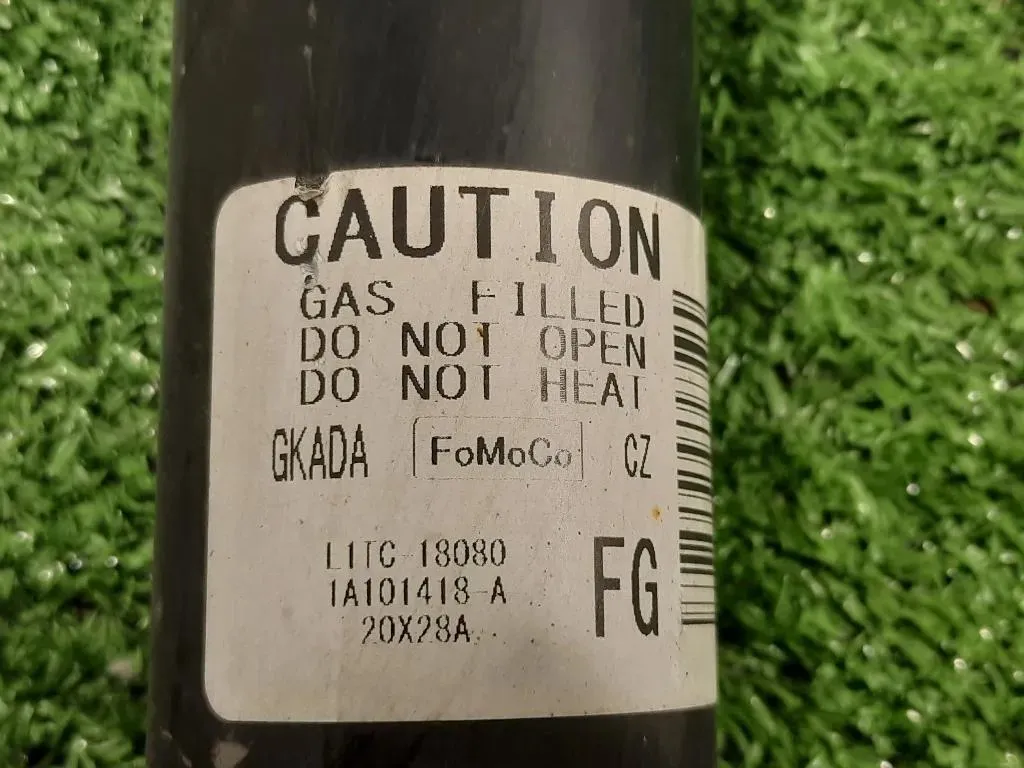 CAUTION
GAS FILLED
DO NOT OPEN
DO NOT HEAT
GKADA FoMoCo CZ
L1TC-18080
1A101418-A
20X28A
FG